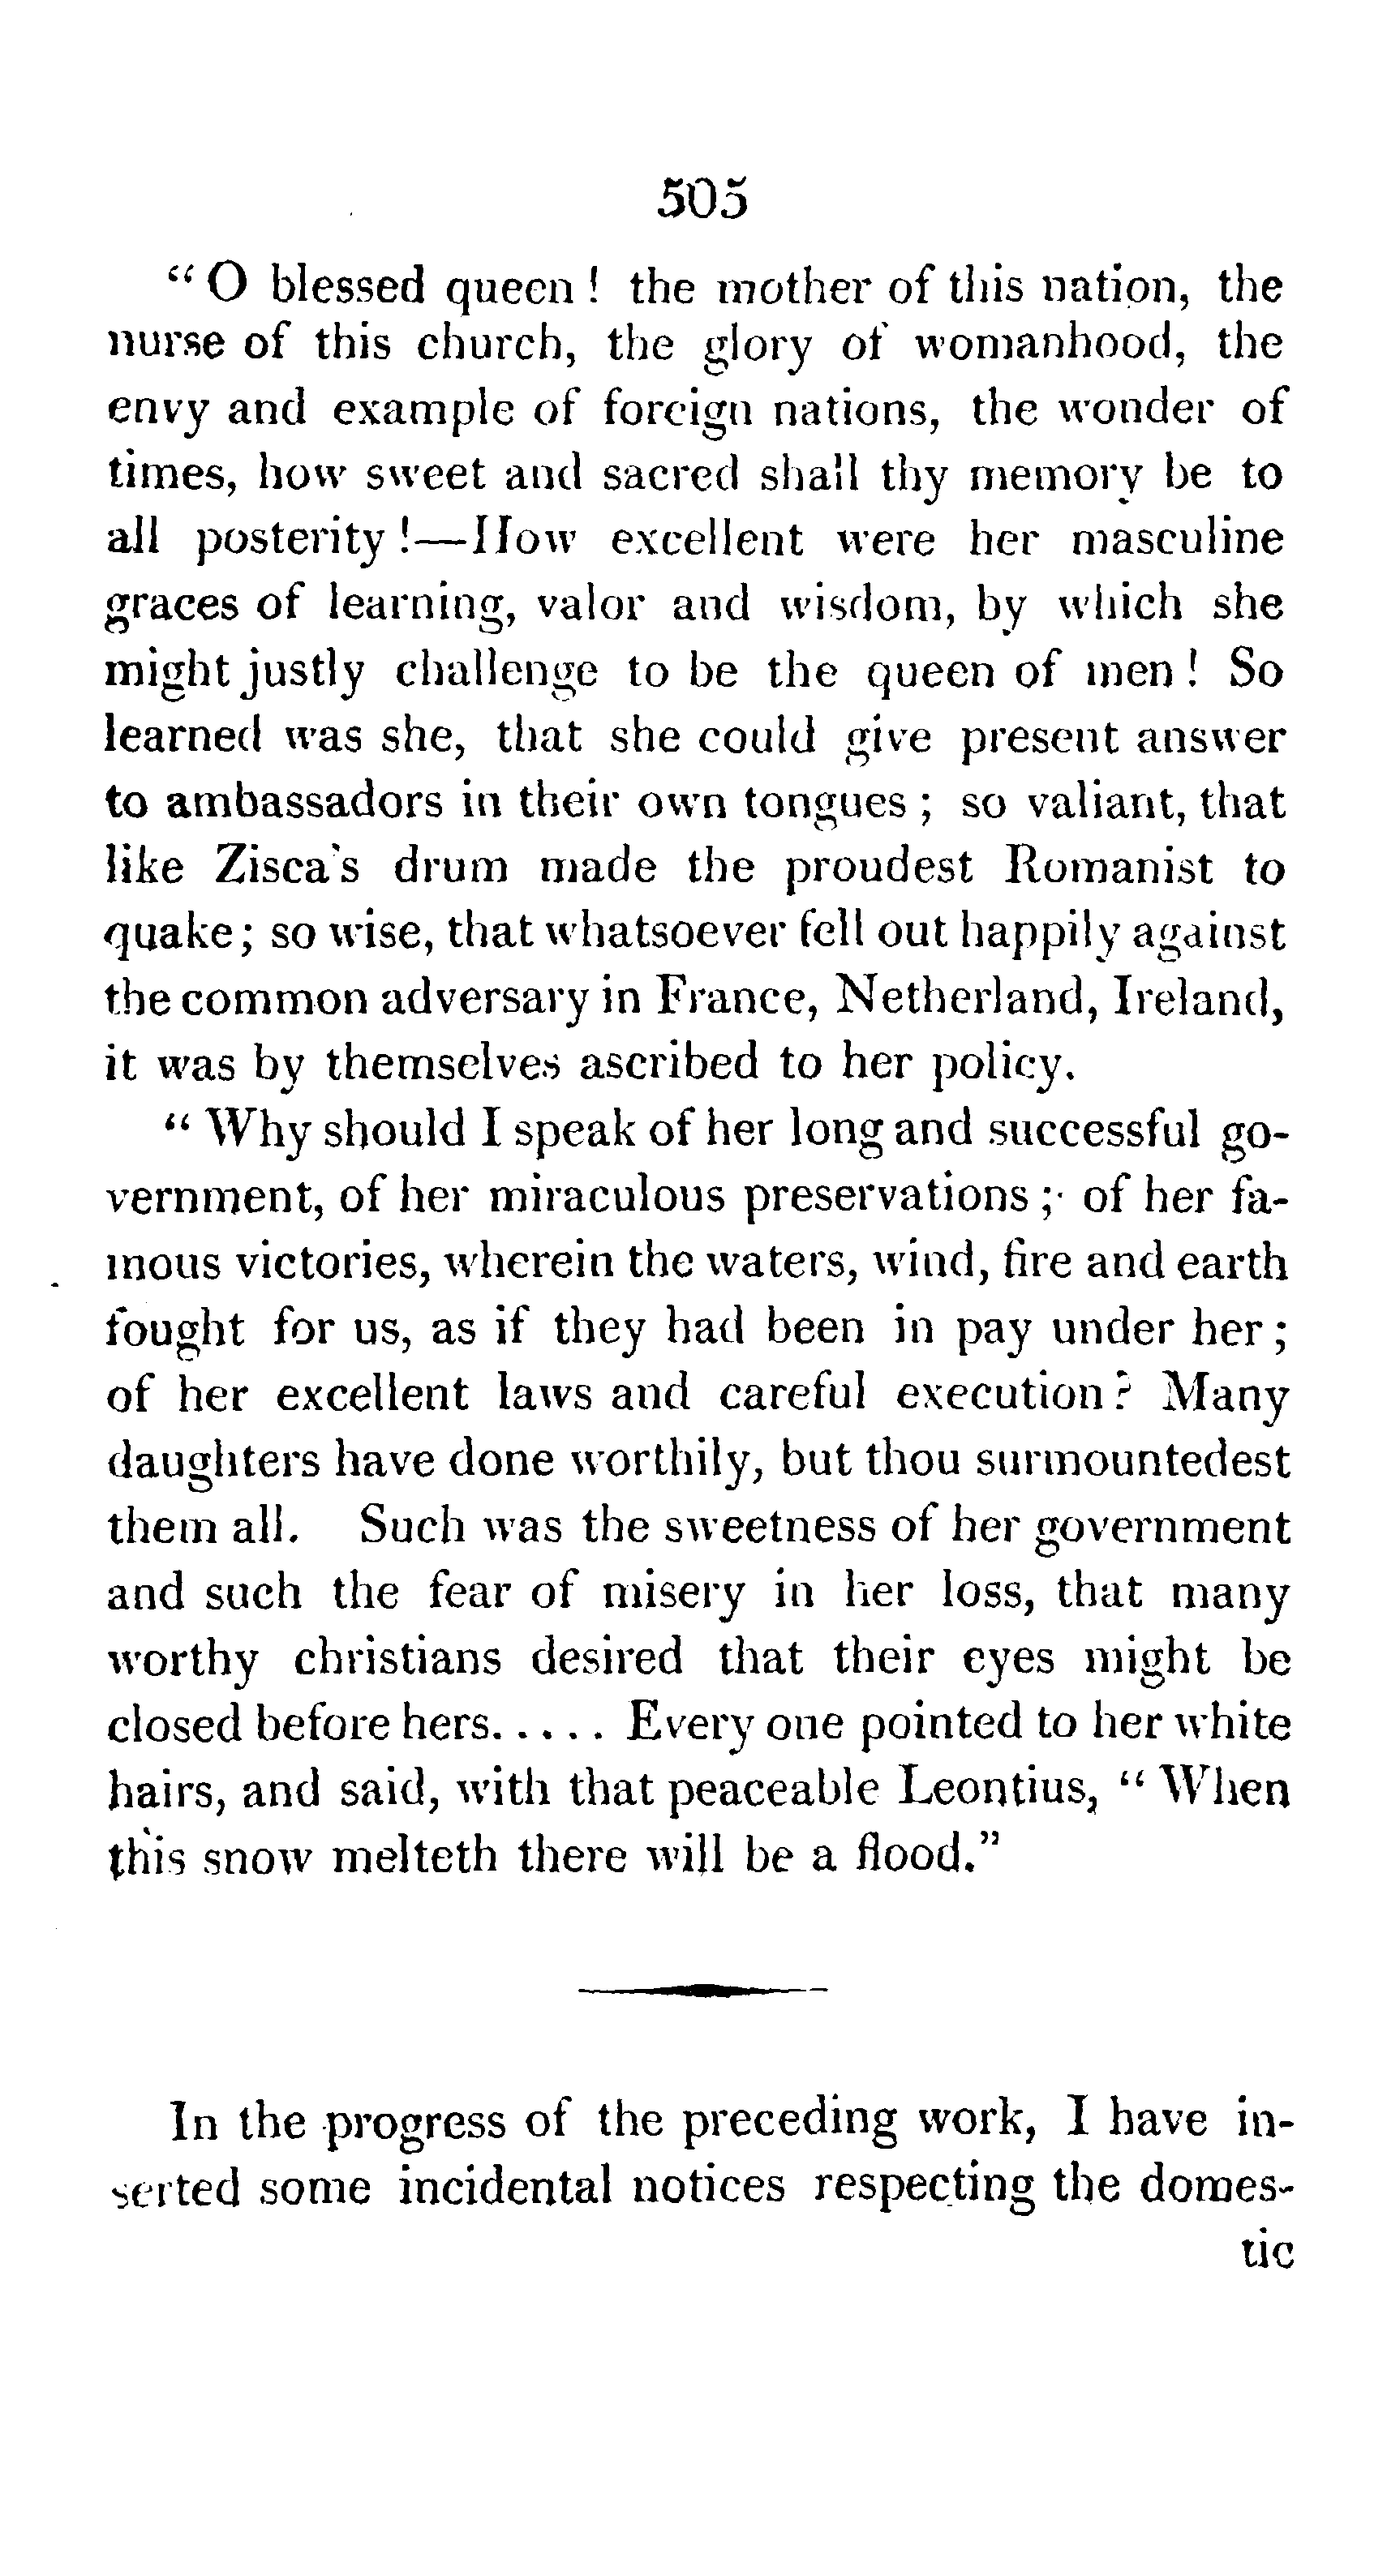 505
“ O blessed queen ! the mother of this nation, the
nurse of this church, the glory of womanhood, the
envy and example of foreign nations, the wonder of
times, how sweet and sacred shall thy memory be to
all posterity !—How excellent were her masculine
graces of learning, valor and wisdom, by which she
might justly challenge to be the queen of men ! So
learned was she, that she could give present answer
to ambassadors in their own tongues ; so valiant, that
like Zisca's drum made the proudest Romanist to
quake; so wise, that whatsoever fell out happily against
the common adversary in France, Netherland, Ireland,
it was by themselves ascribed to her policy.
“ Why should I speak of her long and successful go-
vernment, of her miraculous preservations ; of her fa-
mous victories, wherein the waters, wind, fire and earth
fought for us, as if they had been in pay under her ;
of her excellent laws and careful execution ? Many
daughters have done worthily, but thou surmountedest
them all. Such was the sweetness of her government
and such the fear of misery in her loss, that many
worthy christians desired that their eyes might be
closed before hers. . . . . Every one pointed to her white
hairs, and said, with that peaceable Leontius, “ When
this snow melteth there will be a flood.”
In the progress of the preceding work, I have in-
serted some incidental notices respecting the domes-
tic